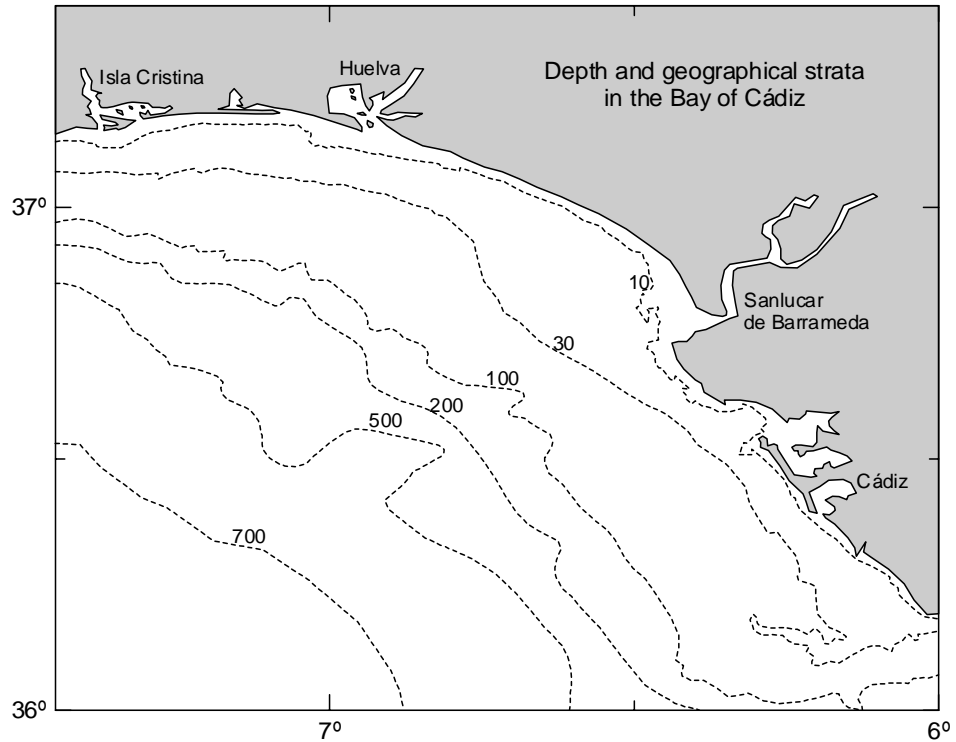 Isla Cristina
Huelva
Depth and geographical strata
in the Bay of Cádiz
37º
10
Sanlucar
de Barrameda
30
100
200
500
Cádiz
700
36º
7º
6º